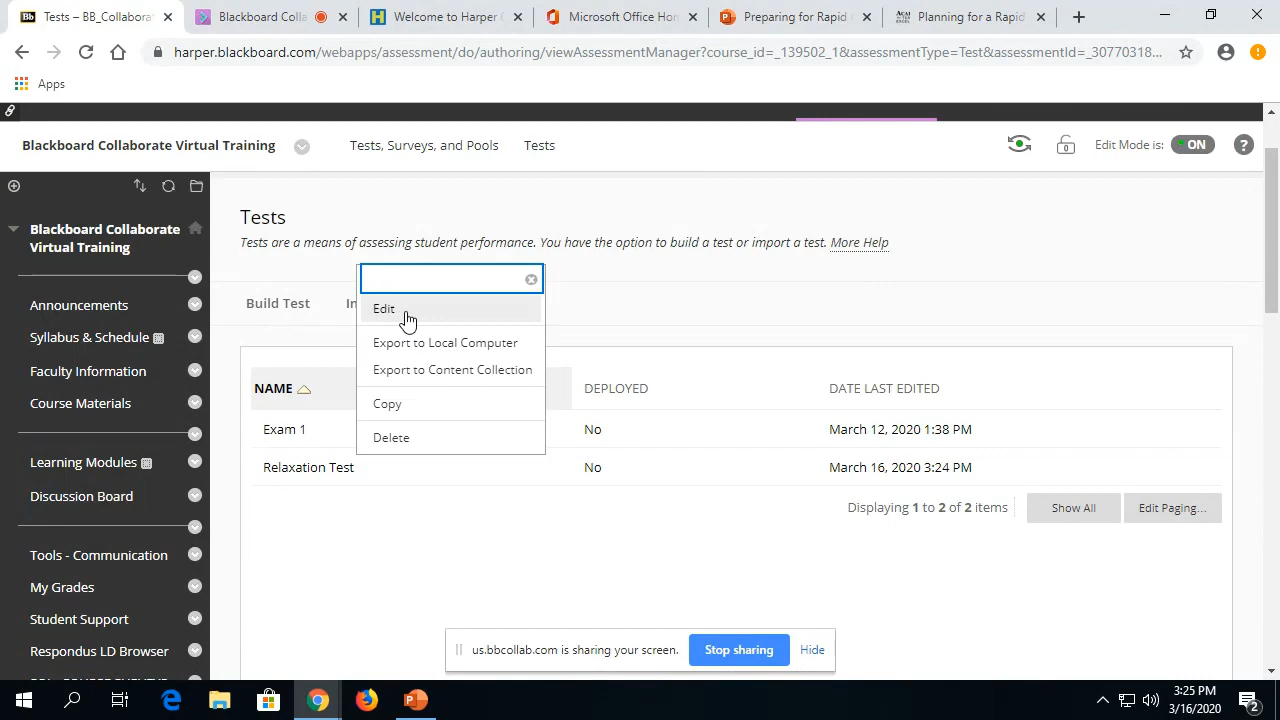 Tests – BB_Collabora
Blackboard Colla
Welcome to Harper C
Microsoft Office Hom
Preparing for Rapid C
Planning for a Rapid
harper.blackboard.com/webapps/assessment/do/authoring/viewAssessmentManager?course_id=_139502_1&assessmentType=Test&assessmentId=_30770318...
Apps
Blackboard Collaborate Virtual Training
Tests, Surveys, and Pools
Tests
Edit Mode is: ON
Blackboard Collaborate
Virtual Training
Announcements
Syllabus & Schedule
Faculty Information
Course Materials
Learning Modules
Discussion Board
Tools - Communication
My Grades
Student Support
Respondus LD Browser
Tests
Tests are a means of assessing student performance. You have the option to build a test or import a test. More Help
Build Test
Edit
Export to Local Computer
Export to Content Collection
Copy
Delete
NAME DEPLOYED DATE LAST EDITED
Exam 1 No March 12, 2020 1:38 PM
Relaxation Test No March 16, 2020 3:24 PM
Displaying 1 to 2 of 2 items Show All Edit Paging...
us.bbcollab.com is sharing your screen. Stop sharing Hide
3:25 PM
3/16/2020
2